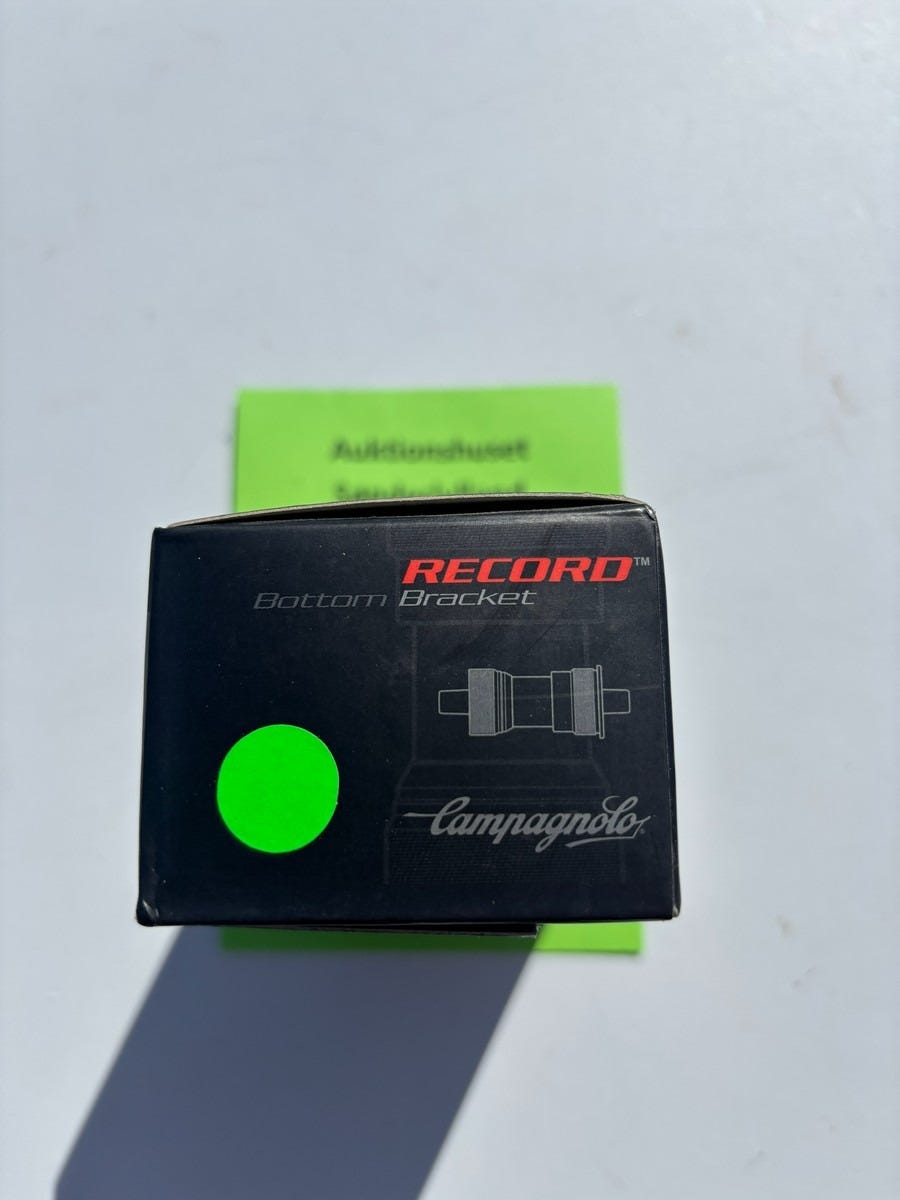 Auktionshuset
RECORD™
Bottom Bracket
Campagnolo